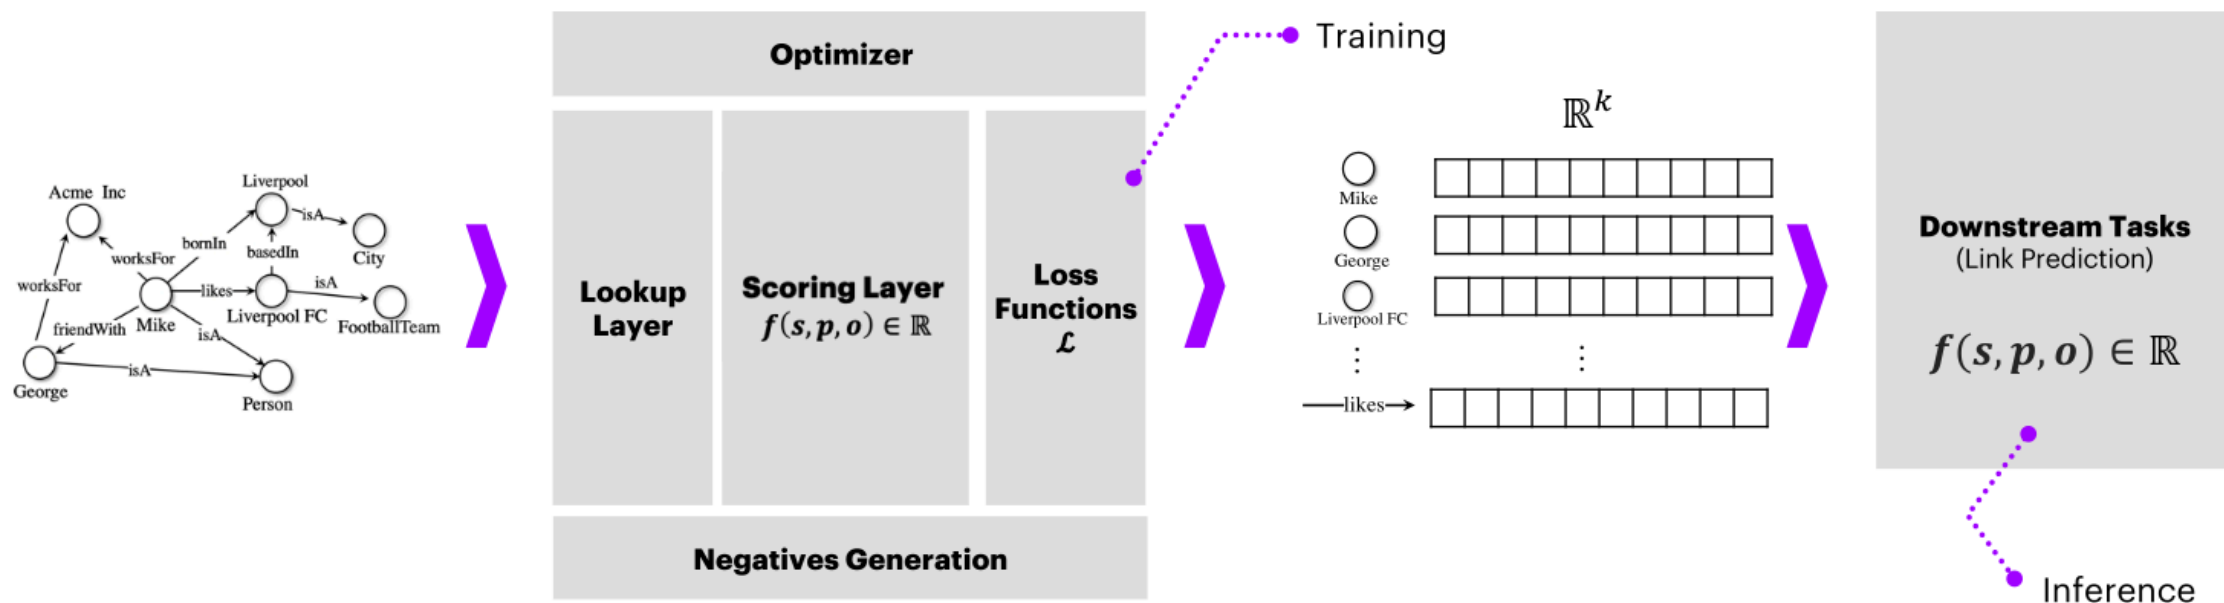 Acme Inc
Liverpool
isA
City
bornIn
basedIn
worksFor
worksFor
likes
isA
Mike
Liverpool FC
FootballTeam
friendWith
isA
George
isA
Person
Optimizer
Lookup
Layer
Scoring Layer
f(s, p, o) ∈ ℝ
Loss
Functions
ℒ
Negatives Generation
Training
ℝᵏ
Mike
George
Liverpool FC
⋮
⋮
likes
Downstream Tasks
(Link Prediction)
f(s, p, o) ∈ ℝ
Inference